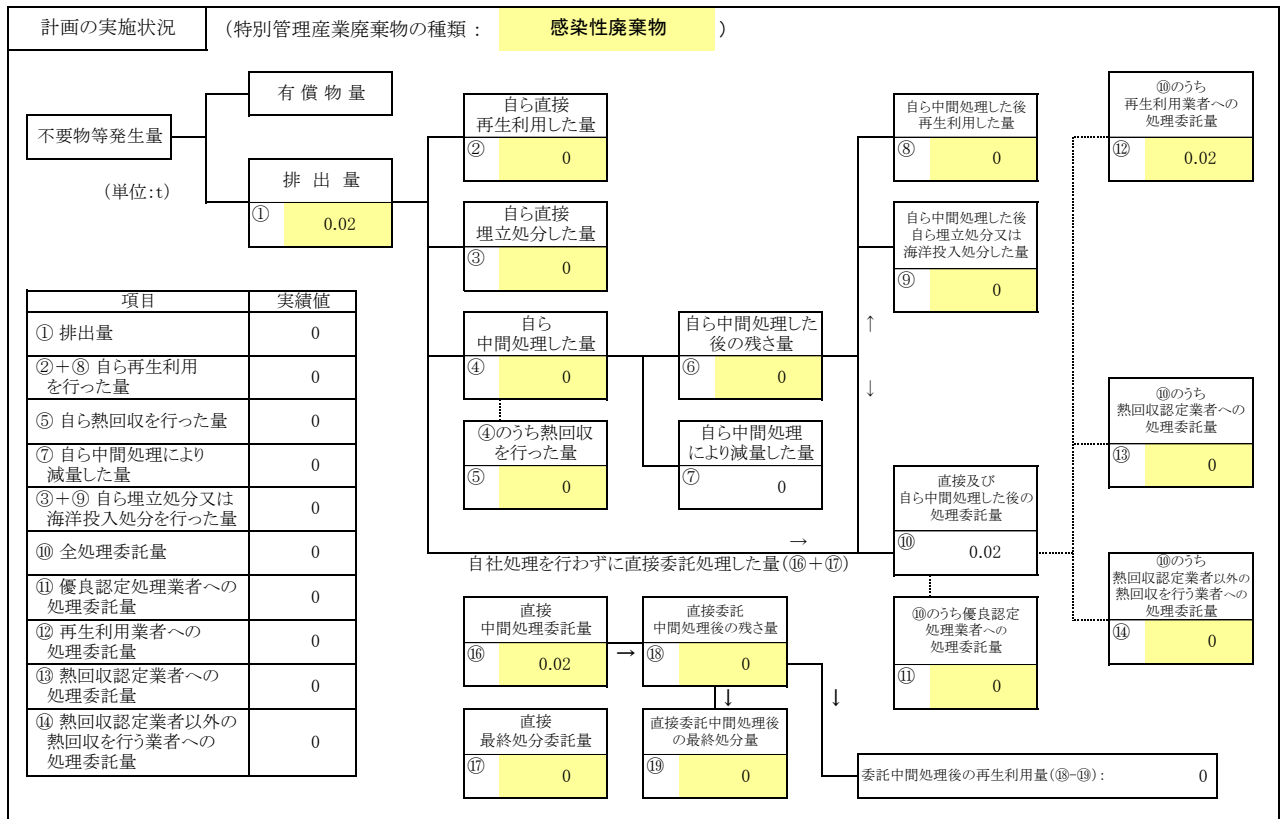 計画の実施状況
(特別管理産業廃棄物の種類： 感染性廃棄物 )
不要物等発生量
(単位:t)
有償物量
排出量
① 0.02
自ら直接
再生利用した量
② 0
自ら直接
埋立処分した量
③ 0
自ら
中間処理した量
④ 0
④のうち熱回収
を行った量
⑤ 0
自ら中間処理した
後の残さ量
⑥ 0
自ら中間処理
により減量した量
⑦ 0
自ら中間処理した後
再生利用した量
⑧ 0
自ら中間処理した後
自ら埋立処分又は
海洋投入処分した量
⑨ 0
↑
↓
直接及び
自ら中間処理した後の
処理委託量
⑩ 0.02
⑩のうち優良認定
処理業者への
処理委託量
⑪ 0
⑩のうち
再生利用業者への
処理委託量
⑫ 0.02
⑩のうち
熱回収認定業者への
処理委託量
⑬ 0
⑩のうち
熱回収認定業者以外の
熱回収を行う業者への
処理委託量
⑭ 0
→
自社処理を行わずに直接委託処理した量(⑯＋⑰)
直接
中間処理委託量
⑯ 0.02
→
直接委託
中間処理後の残さ量
⑱ 0
↓
↓
直接
最終処分委託量
⑰ 0
直接委託中間処理後
の最終処分量
⑲ 0
委託中間処理後の再生利用量(⑱-⑲)： 0
項目 実績値
① 排出量 0
②＋⑧ 自ら再生利用
を行った量 0
⑤ 自ら熱回収を行った量 0
⑦ 自ら中間処理により
減量した量 0
③＋⑨ 自ら埋立処分又は
海洋投入処分を行った量 0
⑩ 全処理委託量 0
⑪ 優良認定処理業者への
処理委託量 0
⑫ 再生利用業者への
処理委託量 0
⑬ 熱回収認定業者への
処理委託量 0
⑭ 熱回収認定業者以外の
熱回収を行う業者への
処理委託量 0